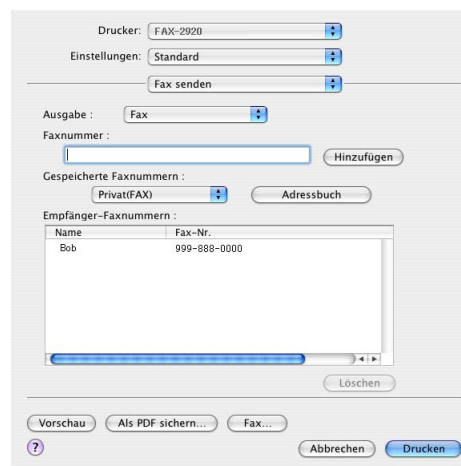 Drucker: FAX-2920
Einstellungen: Standard
Fax senden
Ausgabe : Fax
Faxnummer :
Hinzufügen
Gespeicherte Faxnummern :
Privat(FAX) Adressbuch
Empfänger-Faxnummern :
Name Fax-Nr.
Bob 999-888-0000
Löschen
Vorschau Als PDF sichern... Fax...
? Abbrechen Drucken